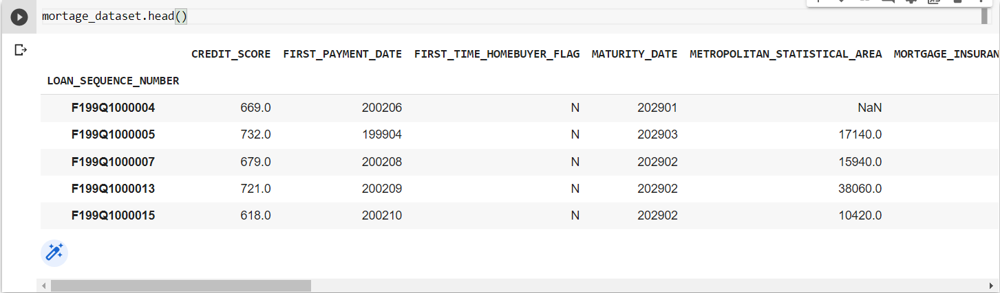 mortage_dataset.head()
CREDIT_SCORE FIRST_PAYMENT_DATE FIRST_TIME_HOMEBUYER_FLAG MATURITY_DATE METROPOLITAN_STATISTICAL_AREA MORTGAGE_INSURAN
LOAN_SEQUENCE_NUMBER
F199Q1000004 669.0 200206 N 202901 NaN
F199Q1000005 732.0 199904 N 202903 17140.0
F199Q1000007 679.0 200208 N 202902 15940.0
F199Q1000013 721.0 200209 N 202902 38060.0
F199Q1000015 618.0 200210 N 202902 10420.0